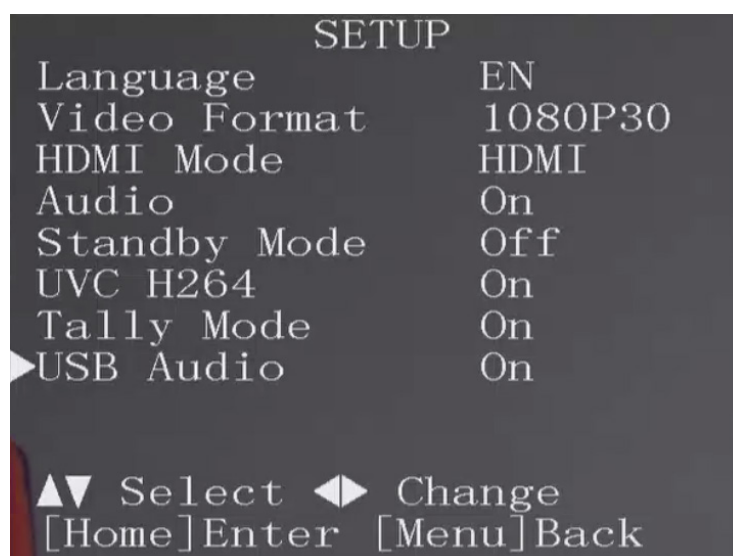 SETUP
Language EN
Video Format 1080P30
HDMI Mode HDMI
Audio On
Standby Mode Off
UVC H264 On
Tally Mode On
USB Audio On
▲▼ Select ◀▶ Change
[Home]Enter [Menu]Back